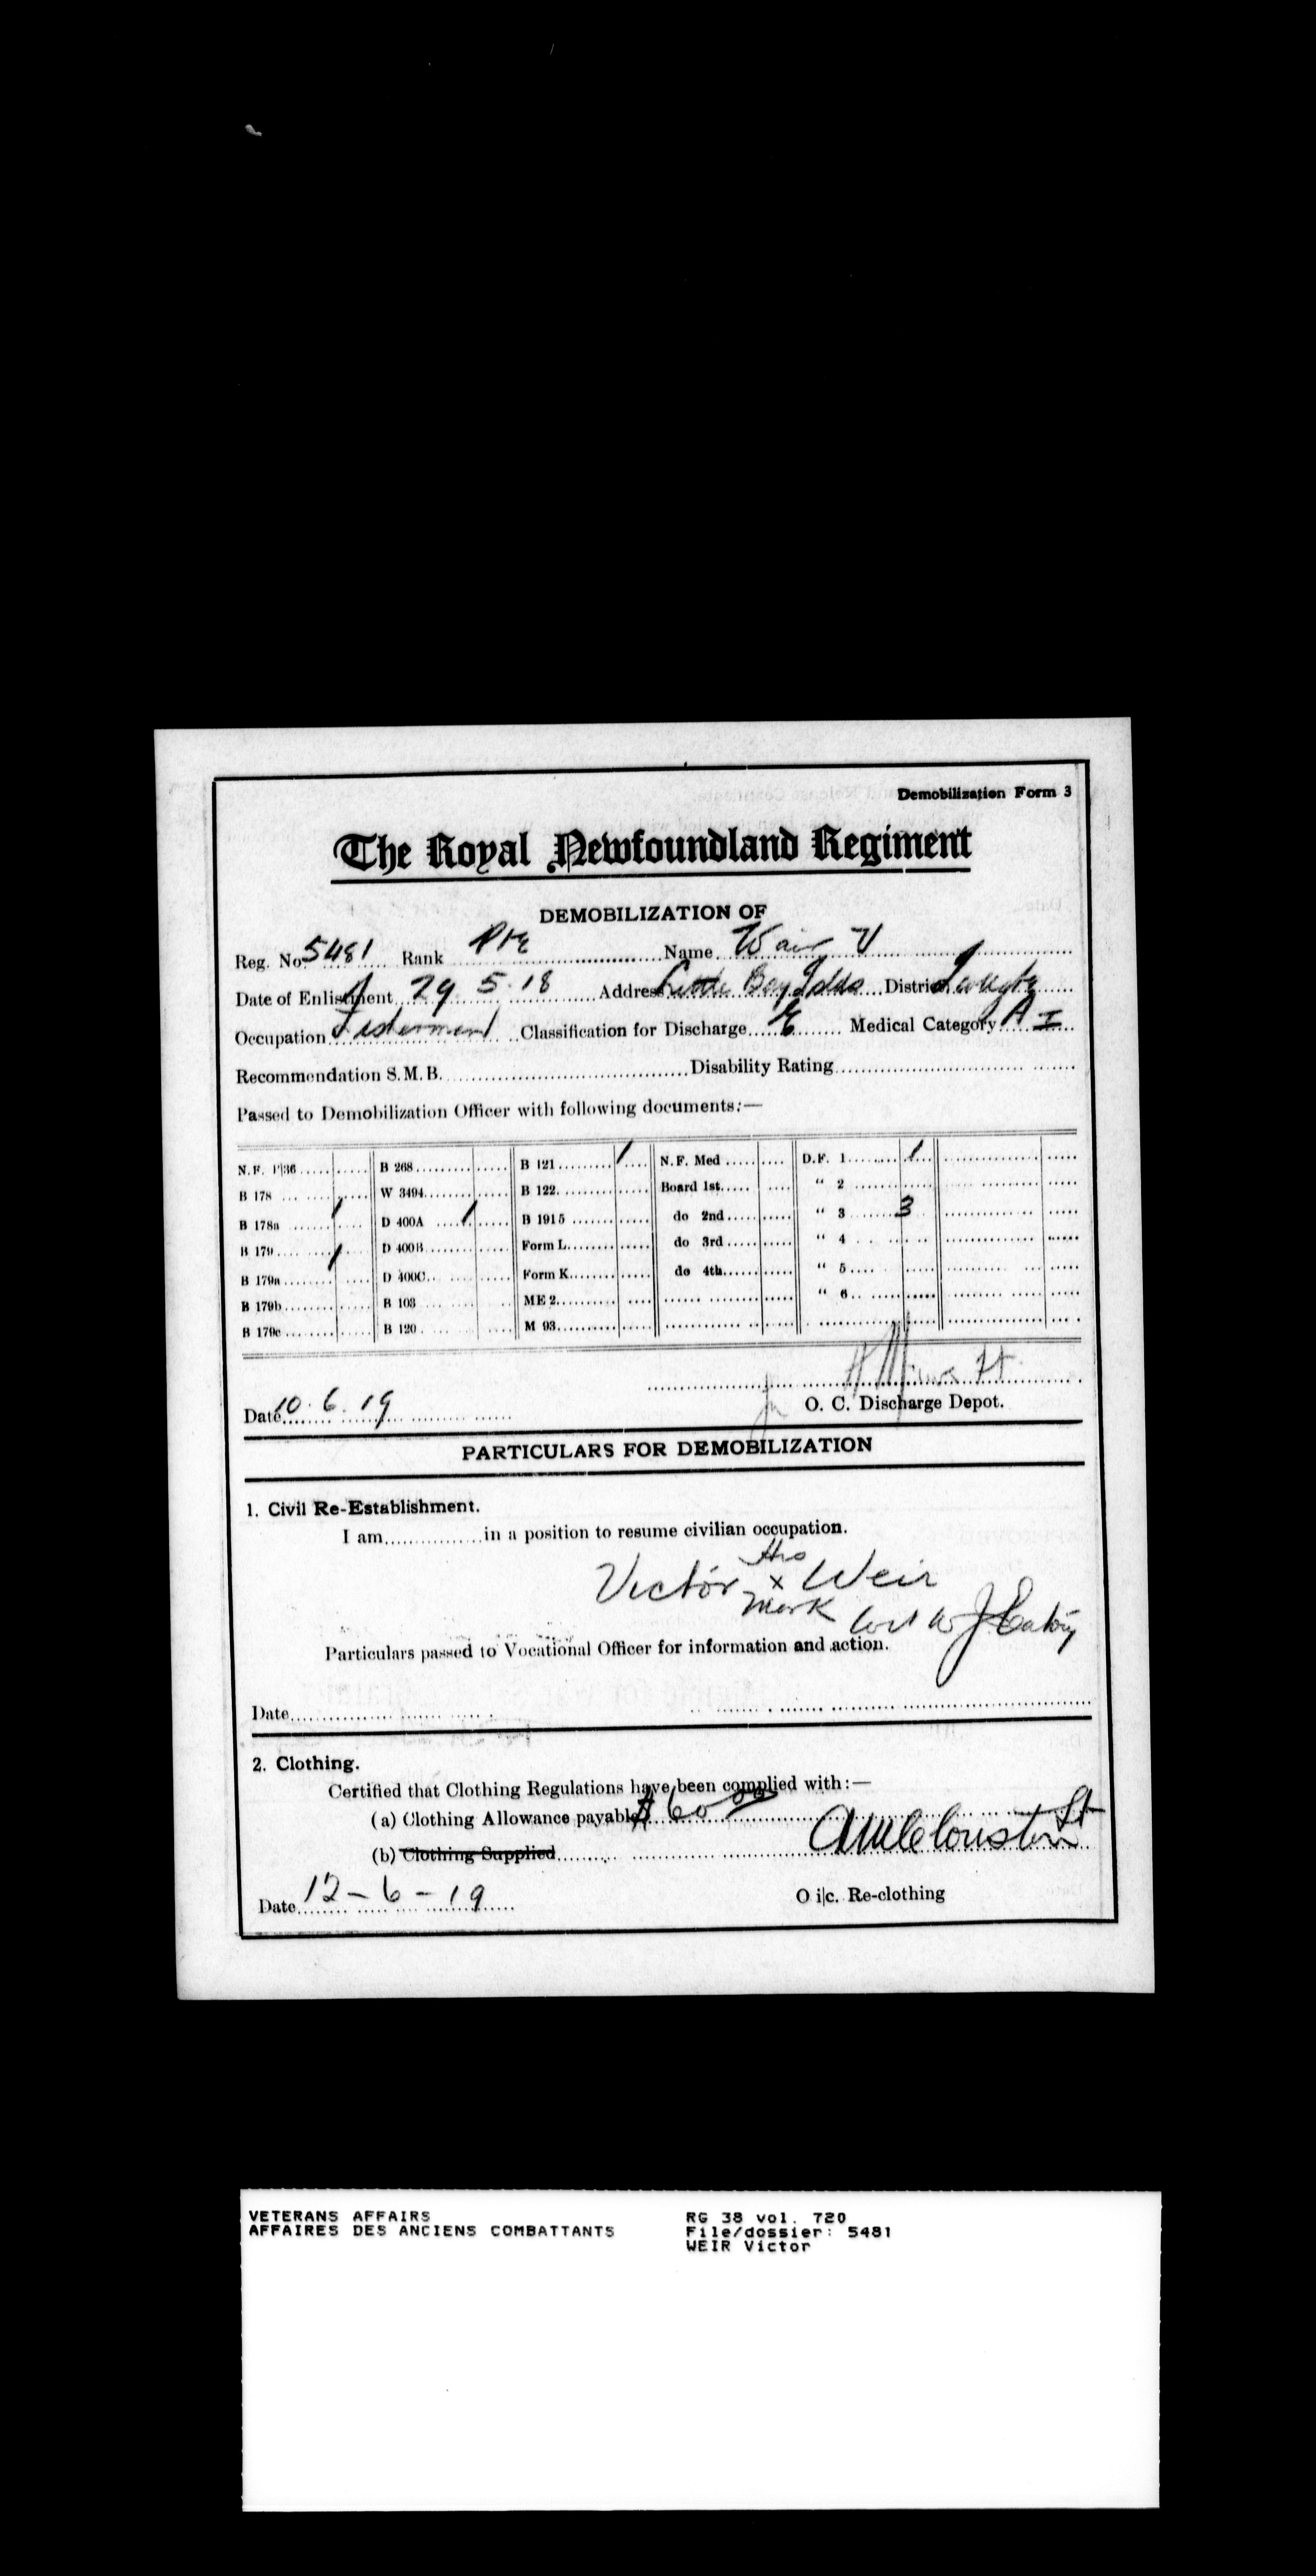 Demobilization Form 3
The Royal Newfoundland Regiment
DEMOBILIZATION OF
Reg. No. 5481 Rank Pte Name Wair V
Date of Enlistment 29 5.18 Address Little Bay Islds District
Occupation Fisherman Classification for Discharge E Medical Category A I
Recommendation S.M.B. Disability Rating
Passed to Demobilization Officer with following documents:—
N.F. P|36 B 268 B 121 1 N.F. Med D.F. 1 1
B 178 W 3494 B 122 Board 1st " 2
B 178a 1 D 400A 1 B 1915 do 2nd " 3 3
B 179 D 400B Form L do 3rd " 4
B 179a 1 D 400C Form K do 4th " 5
B 179b B 103 ME 2 " 6
B 179c B 120 M 93
Date 10.6.19 O. C. Discharge Depot.
PARTICULARS FOR DEMOBILIZATION
1. Civil Re-Establishment.
I am in a position to resume civilian occupation.
his
Victor x Weir
mark
Particulars passed to Vocational Officer for information and action.
Date
2. Clothing.
Certified that Clothing Regulations have been complied with:—
(a) Clothing Allowance payable $60 00
(b) Clothing Supplied
Date 12-6-19 O i|c. Re-clothing
VETERANS AFFAIRS RG 38 vol. 720
AFFAIRES DES ANCIENS COMBATTANTS File/dossier: 5481
WEIR Victor